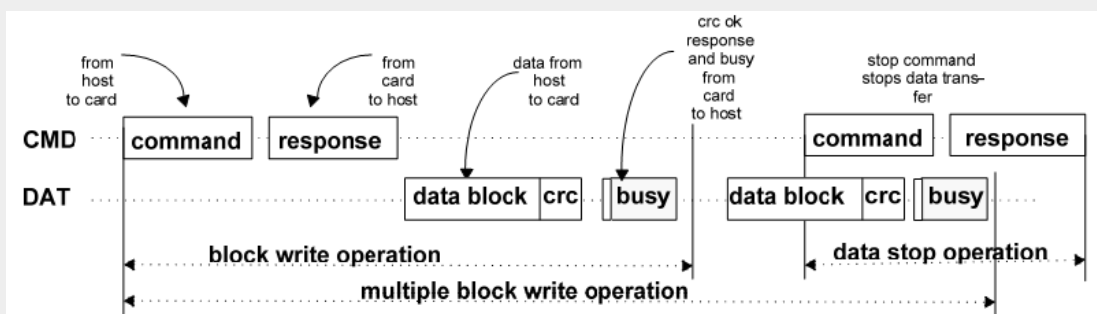 from
host
to card
from
card
to host
data from
host
to card
crc ok
response
and busy
from
card
to host
stop command
stops data trans-
fer
CMD command response command response
DAT data block crc busy data block crc busy
block write operation data stop operation
multiple block write operation